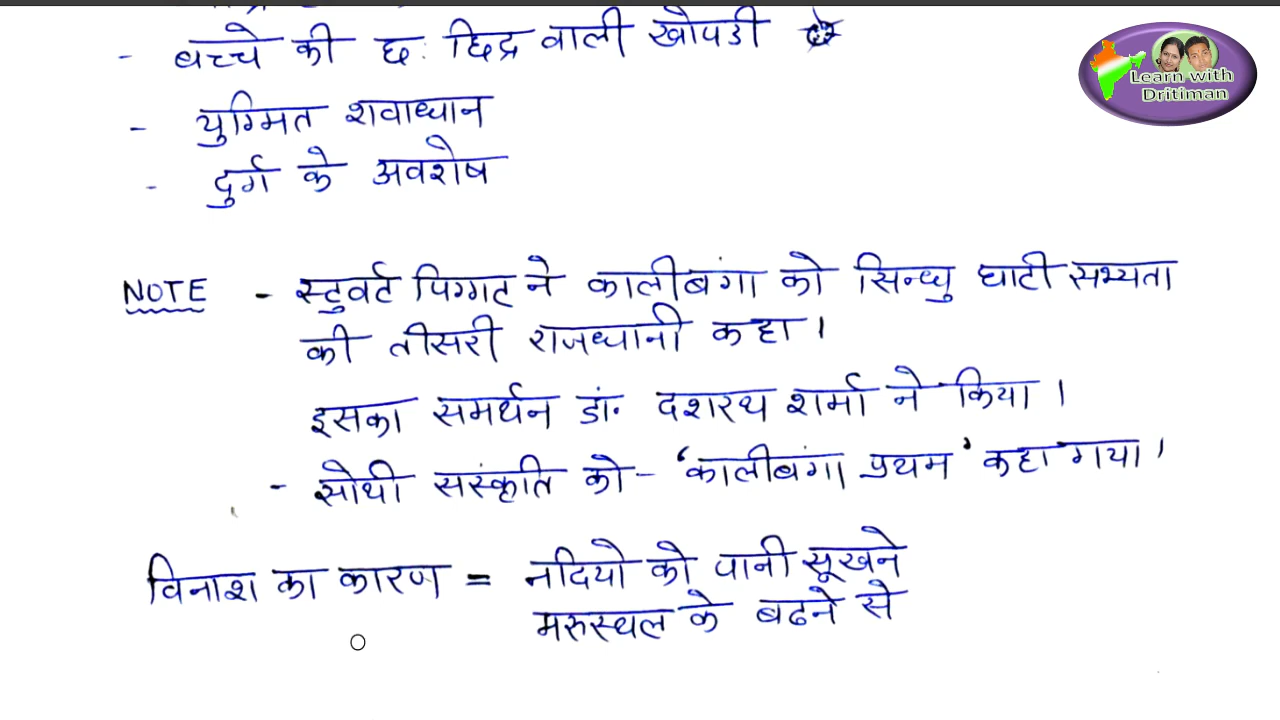 - बच्चे की छः छिद्र वाली खोपडी
Learn with
Dritiman
- युग्मित शवाधान
- दुर्ग के अवशेष
NOTE - स्टुवर्ट पिग्गट ने कालीबंगा को सिन्धु घाटी सभ्यता
की तीसरी राजधानी कहा।
इसका समर्थन डॉ. दशरथ शर्मा ने किया।
- सोथी संस्कृति को - 'कालीबंगा प्रथम' कहा गया।
विनाश का कारण = नदियो को पानी सूखने
मरुस्थल के बढने से